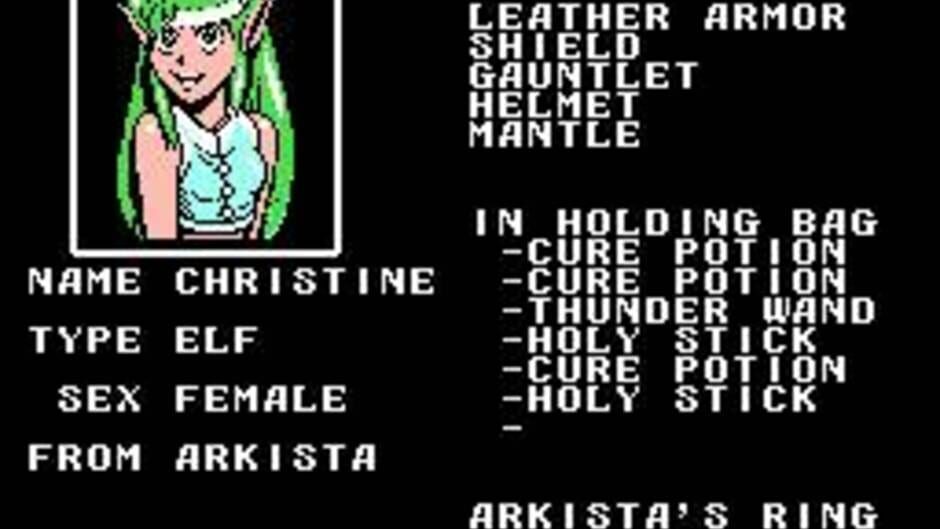 LEATHER ARMOR
SHIELD
GAUNTLET
HELMET
MANTLE
IN HOLDING BAG
-CURE POTION
-CURE POTION
-THUNDER WAND
-HOLY STICK
-CURE POTION
-HOLY STICK
-
ARKISTA'S RING
NAME CHRISTINE
TYPE ELF
SEX FEMALE
FROM ARKISTA